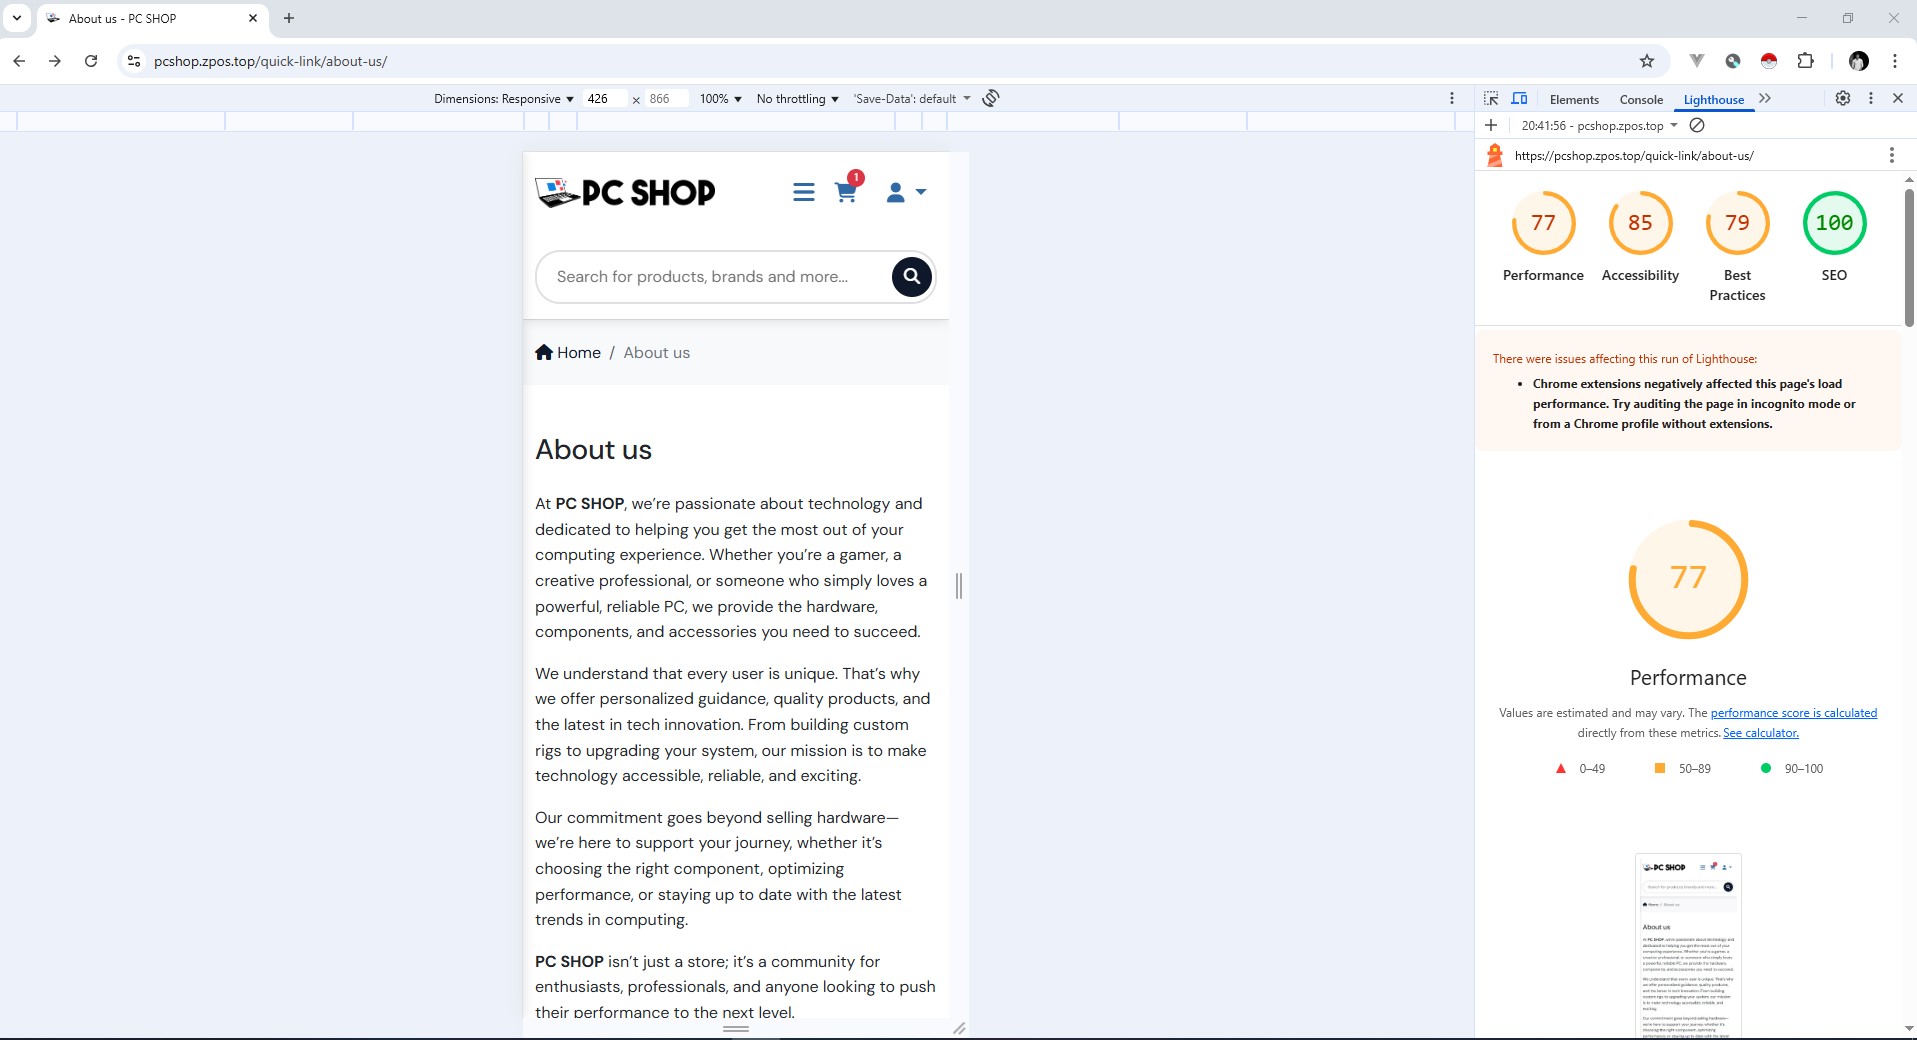 About us - PC SHOP
pcshop.zpos.top/quick-link/about-us/
Dimensions: Responsive 426 x 866 100% No throttling 'Save-Data': default
Elements Console Lighthouse
20:41:56 - pcshop.zpos.top
https://pcshop.zpos.top/quick-link/about-us/
PC SHOP
1
Search for products, brands and more...
Home / About us
About us
At PC SHOP, we’re passionate about technology and
dedicated to helping you get the most out of your
computing experience. Whether you’re a gamer, a
creative professional, or someone who simply loves a
powerful, reliable PC, we provide the hardware,
components, and accessories you need to succeed.
We understand that every user is unique. That’s why
we offer personalized guidance, quality products, and
the latest in tech innovation. From building custom
rigs to upgrading your system, our mission is to make
technology accessible, reliable, and exciting.
Our commitment goes beyond selling hardware—
we’re here to support your journey, whether it’s
choosing the right component, optimizing
performance, or staying up to date with the latest
trends in computing.
PC SHOP isn’t just a store; it’s a community for
enthusiasts, professionals, and anyone looking to push
their performance to the next level.
77 85 79 100
Performance Accessibility Best Practices SEO
There were issues affecting this run of Lighthouse:
Chrome extensions negatively affected this page's load
performance. Try auditing the page in incognito mode or
from a Chrome profile without extensions.
77
Performance
Values are estimated and may vary. The performance score is calculated
directly from these metrics. See calculator.
0–49 50–89 90–100
PC SHOP
Search for products, brands and more...
Home / About us
About us